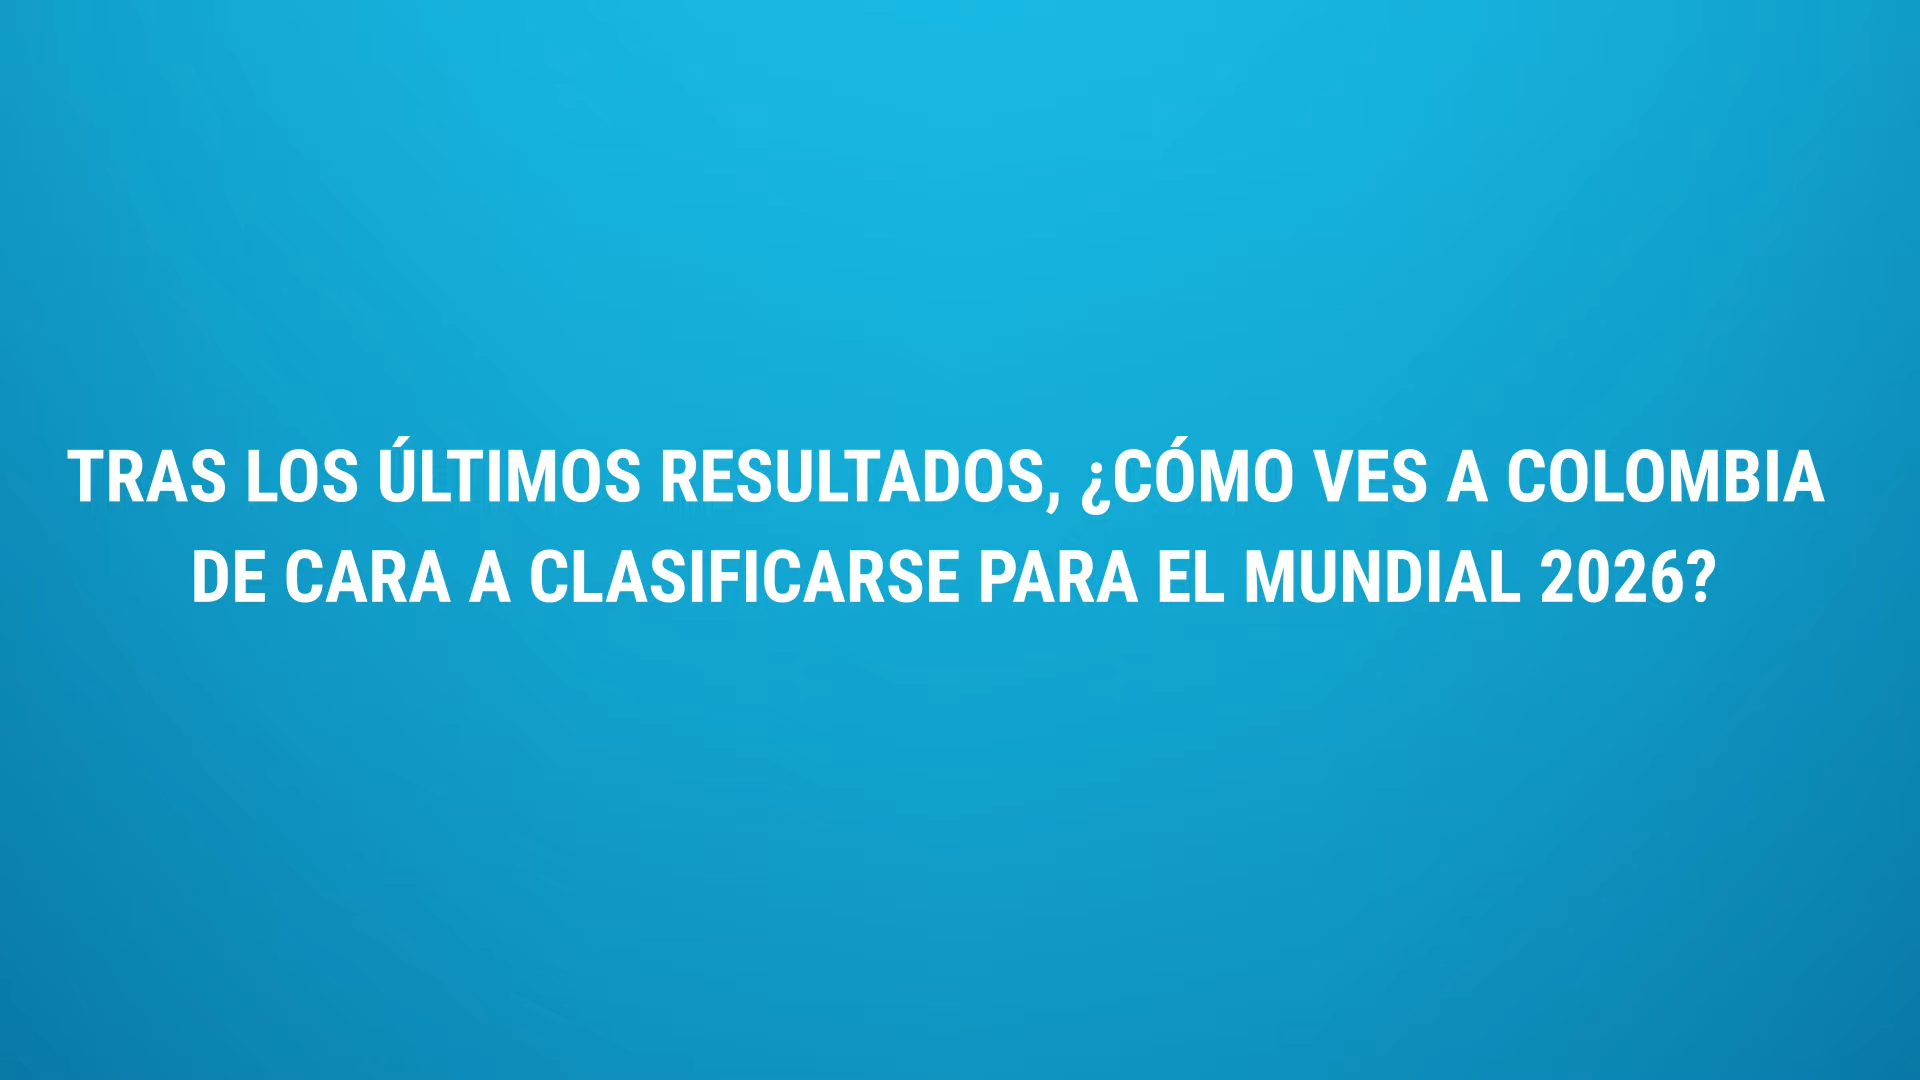 TRAS LOS ÚLTIMOS RESULTADOS, ¿CÓMO VES A COLOMBIA
DE CARA A CLASIFICARSE PARA EL MUNDIAL 2026?